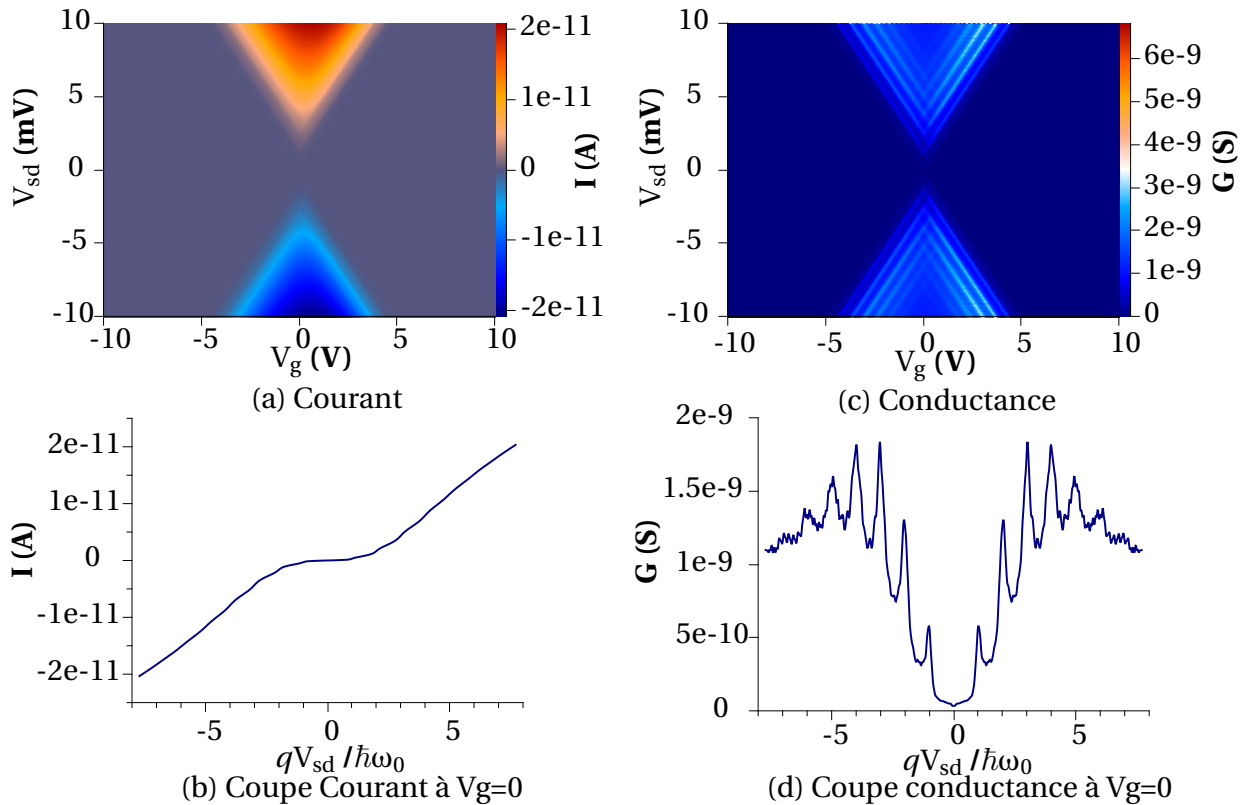 10
5
0
-5
-10
V_sd (mV)
-10
-5
0
5
10
V_g (V)
2e-11
1e-11
0
-1e-11
-2e-11
I (A)
(a) Courant
10
5
0
-5
-10
V_sd (mV)
-10
-5
0
5
10
V_g (V)
6e-9
5e-9
4e-9
3e-9
2e-9
1e-9
0
G (S)
(c) Conductance
2e-11
1e-11
0
-1e-11
-2e-11
I (A)
-5
0
5
qV_sd /ℏω_0
(b) Coupe Courant à Vg=0
2e-9
1.5e-9
1e-9
5e-10
0
G (S)
-5
0
5
qV_sd /ℏω_0
(d) Coupe conductance à Vg=0